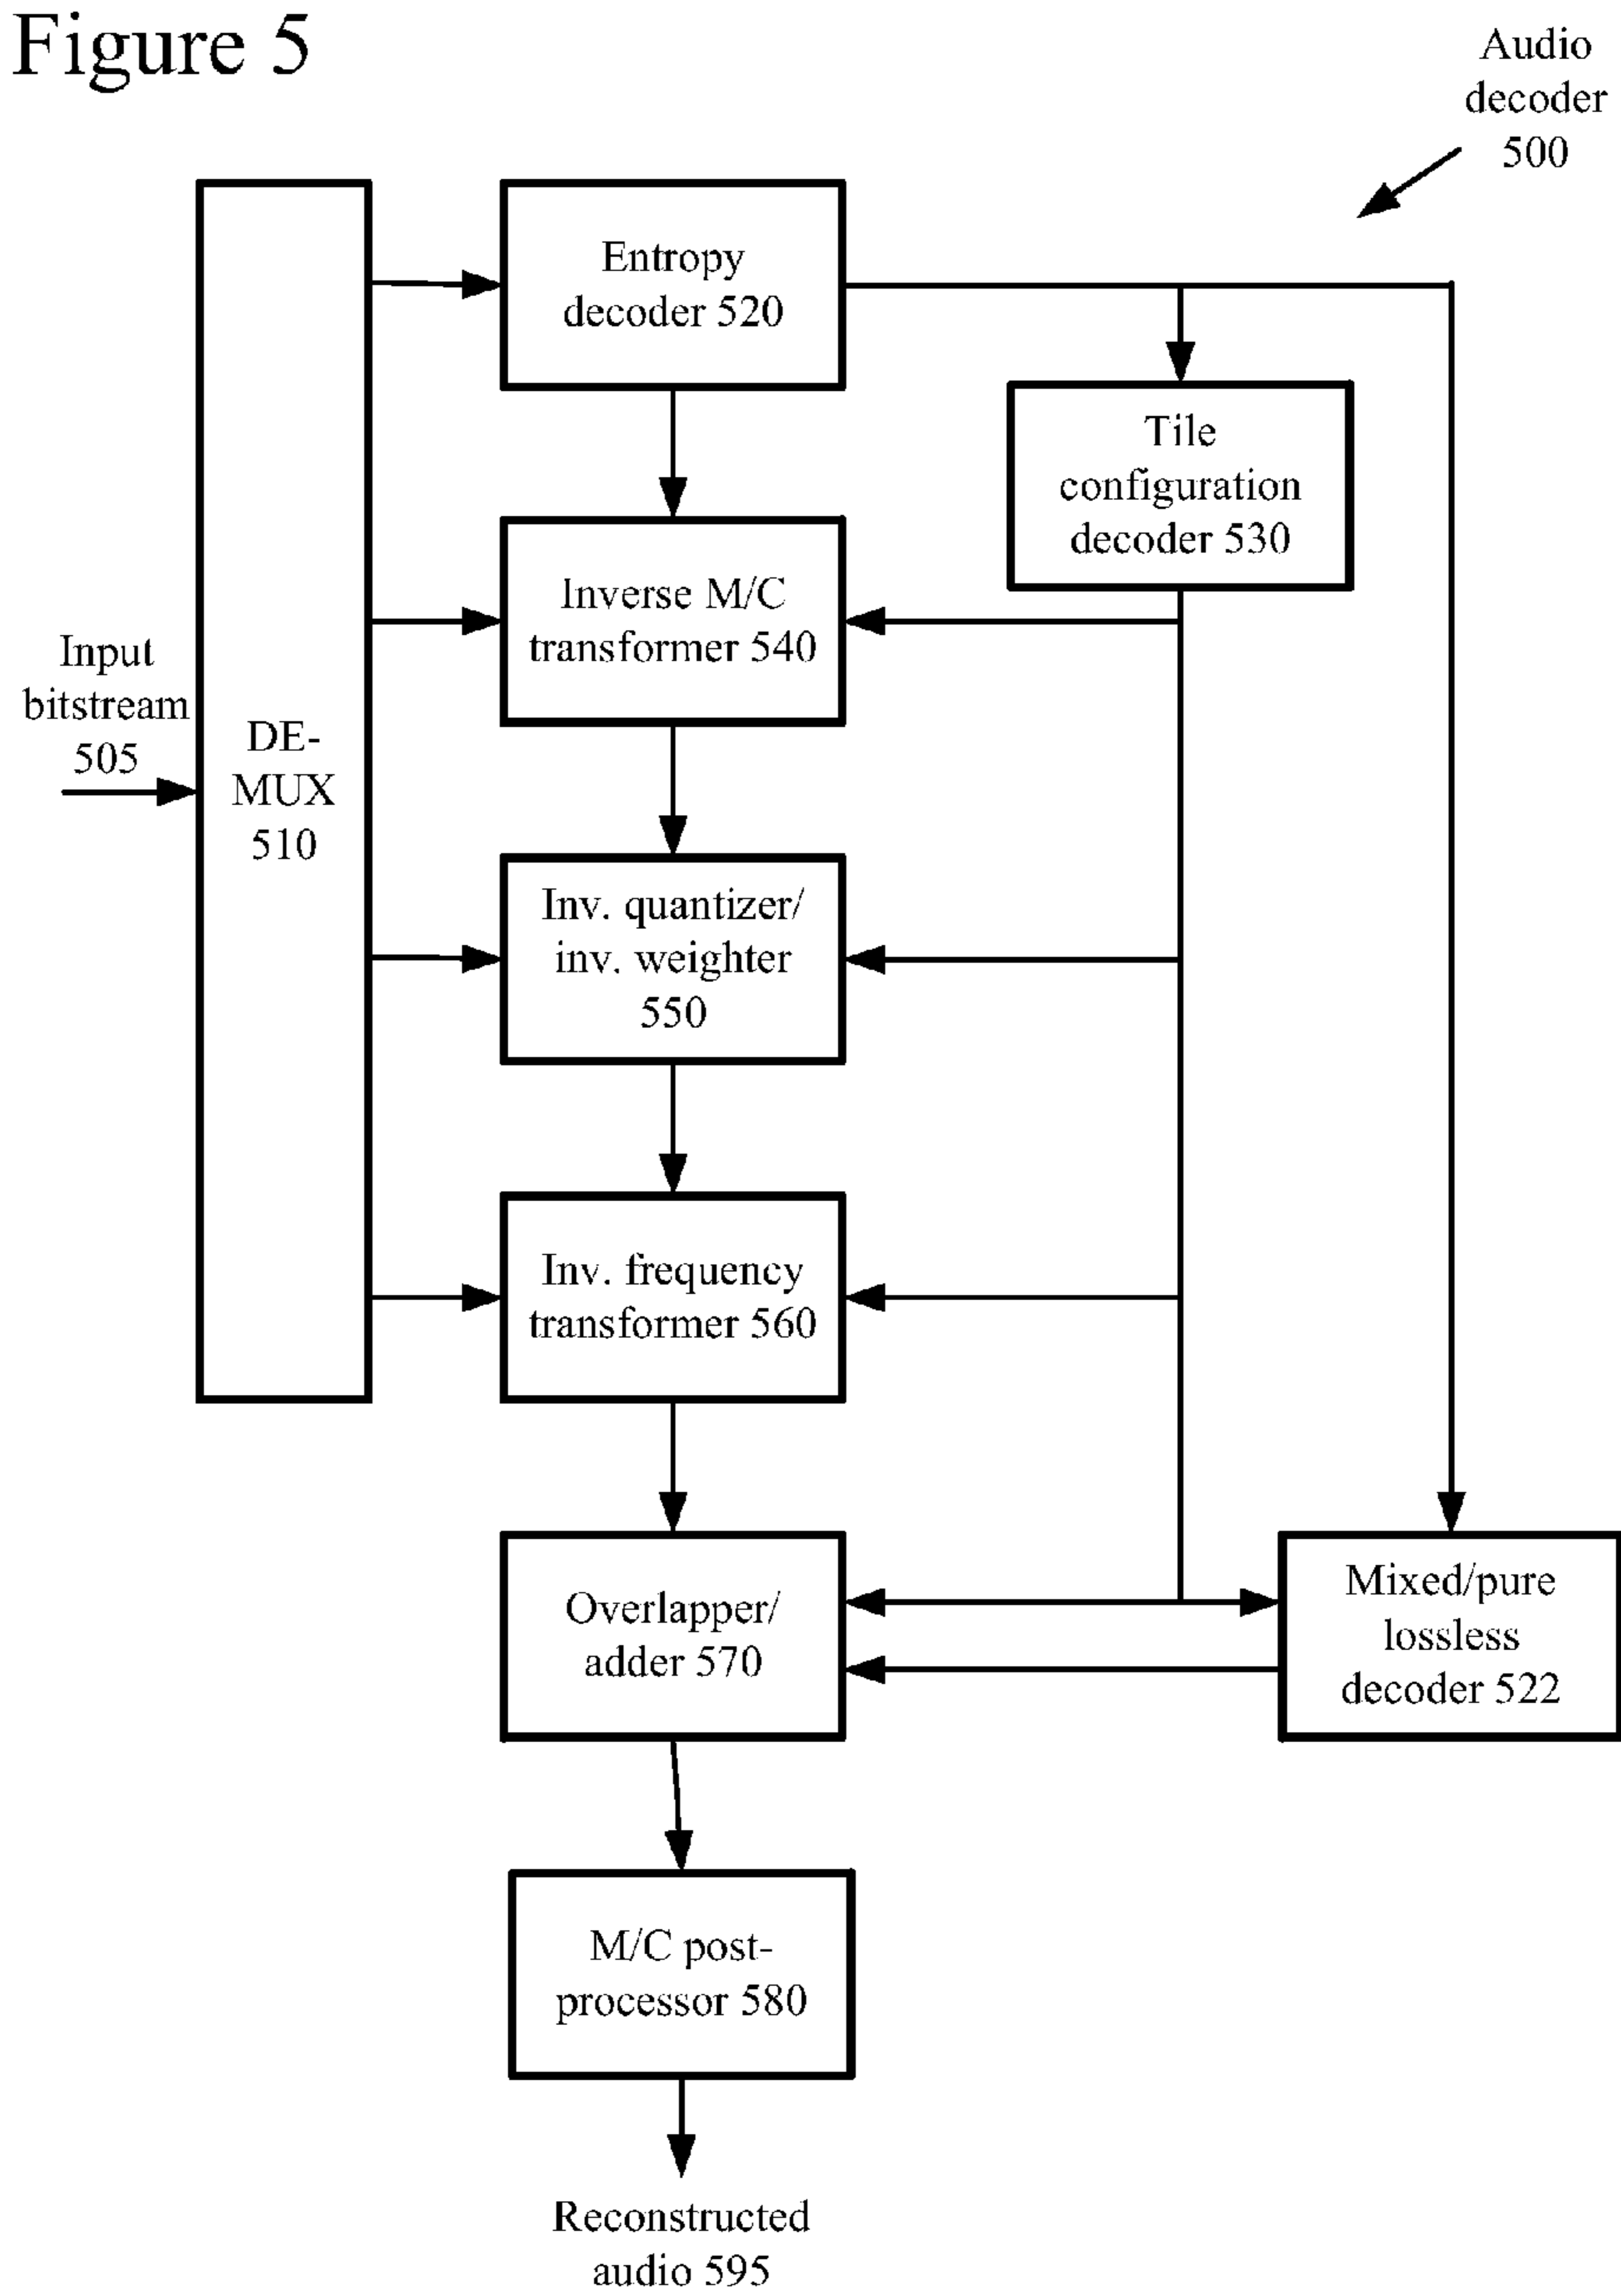 Figure 5
Audio
decoder
500
Entropy
decoder 520
Tile
configuration
decoder 530
Inverse M/C
transformer 540
Input
bitstream
505
DE-
MUX
510
Inv. quantizer/
inv. weighter
550
Inv. frequency
transformer 560
Overlapper/
adder 570
Mixed/pure
lossless
decoder 522
M/C post-
processor 580
Reconstructed
audio 595